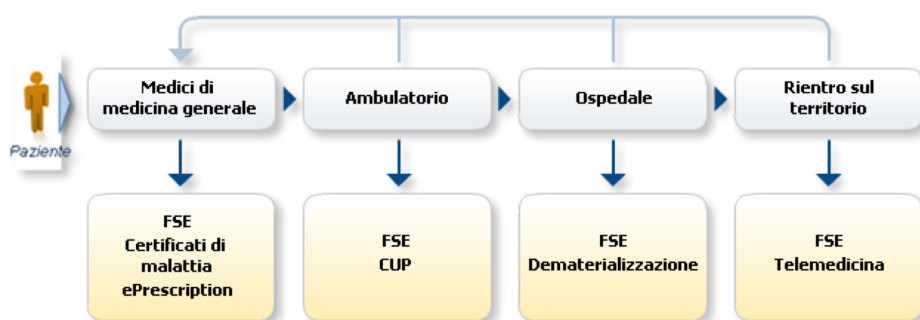 Paziente
Medici di
medicina generale
Ambulatorio
Ospedale
Rientro sul
territorio
FSE
Certificati di
malattia
ePrescription
FSE
CUP
FSE
Dematerializzazione
FSE
Telemedicina